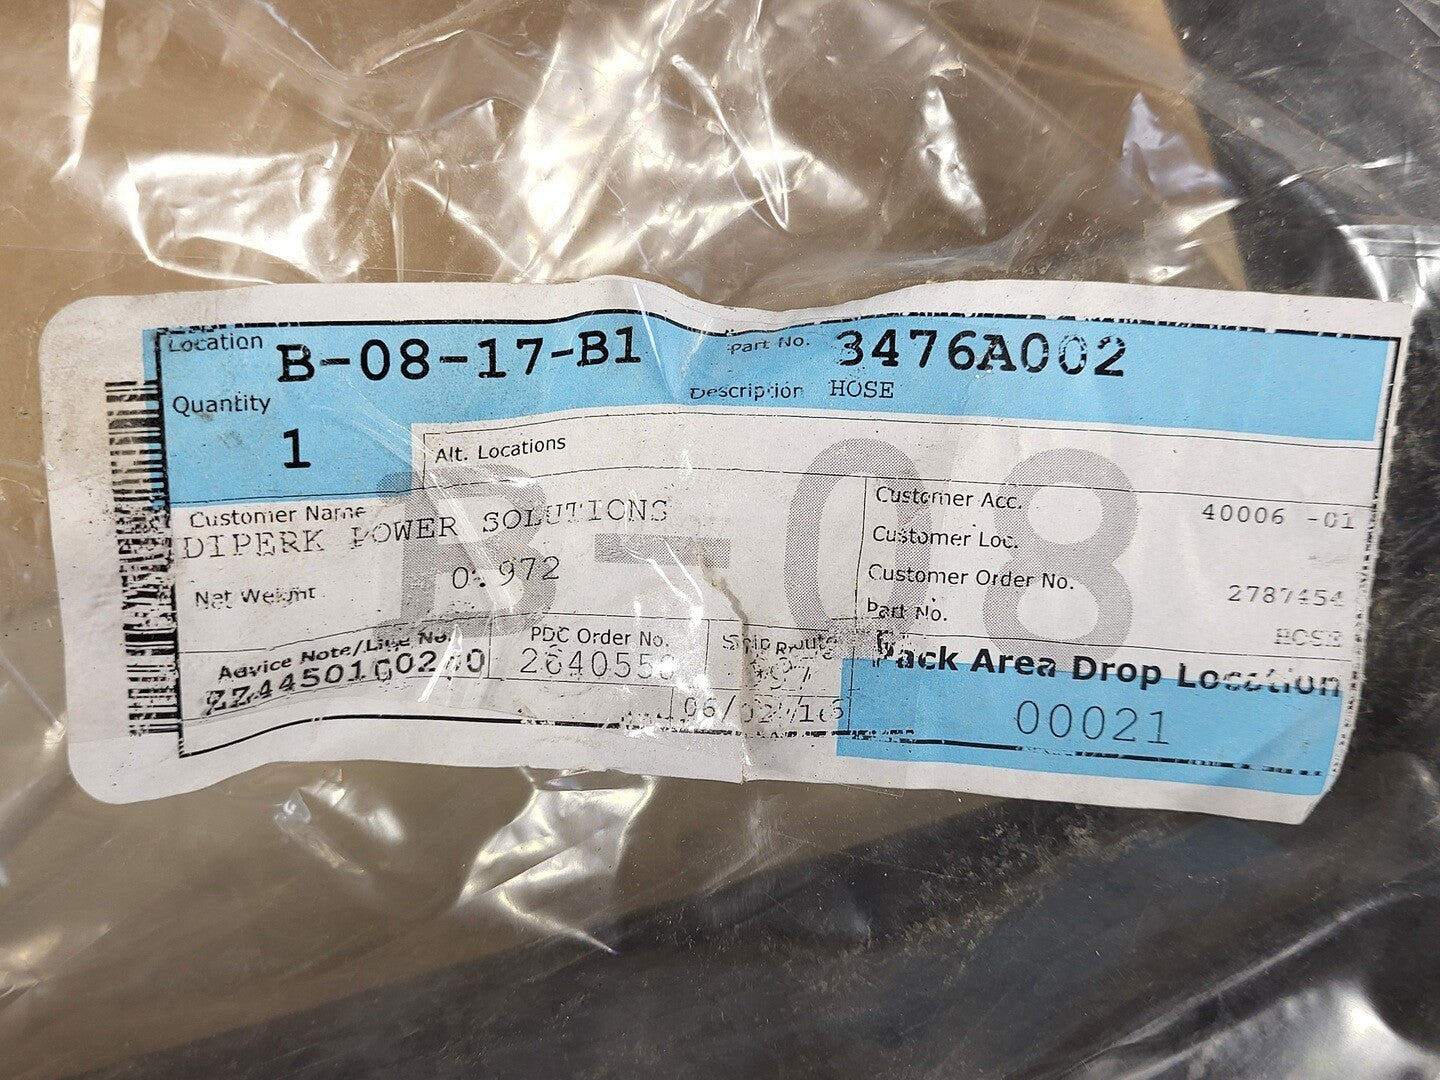 Location B-08-17-B1 Part No. 3476A002
Description HOSE
Quantity
1
Alt. Locations
B-08
Customer Name
DIPERK POWER SOLUTIONS
Net Weight 0.972
Customer Acc. 40006 -01
Customer Loc.
Customer Order No. 2787454
Part No. HOSE
Advice Note/Line No. PDC Order No. Ship Route
Pack Area Drop Location
00021